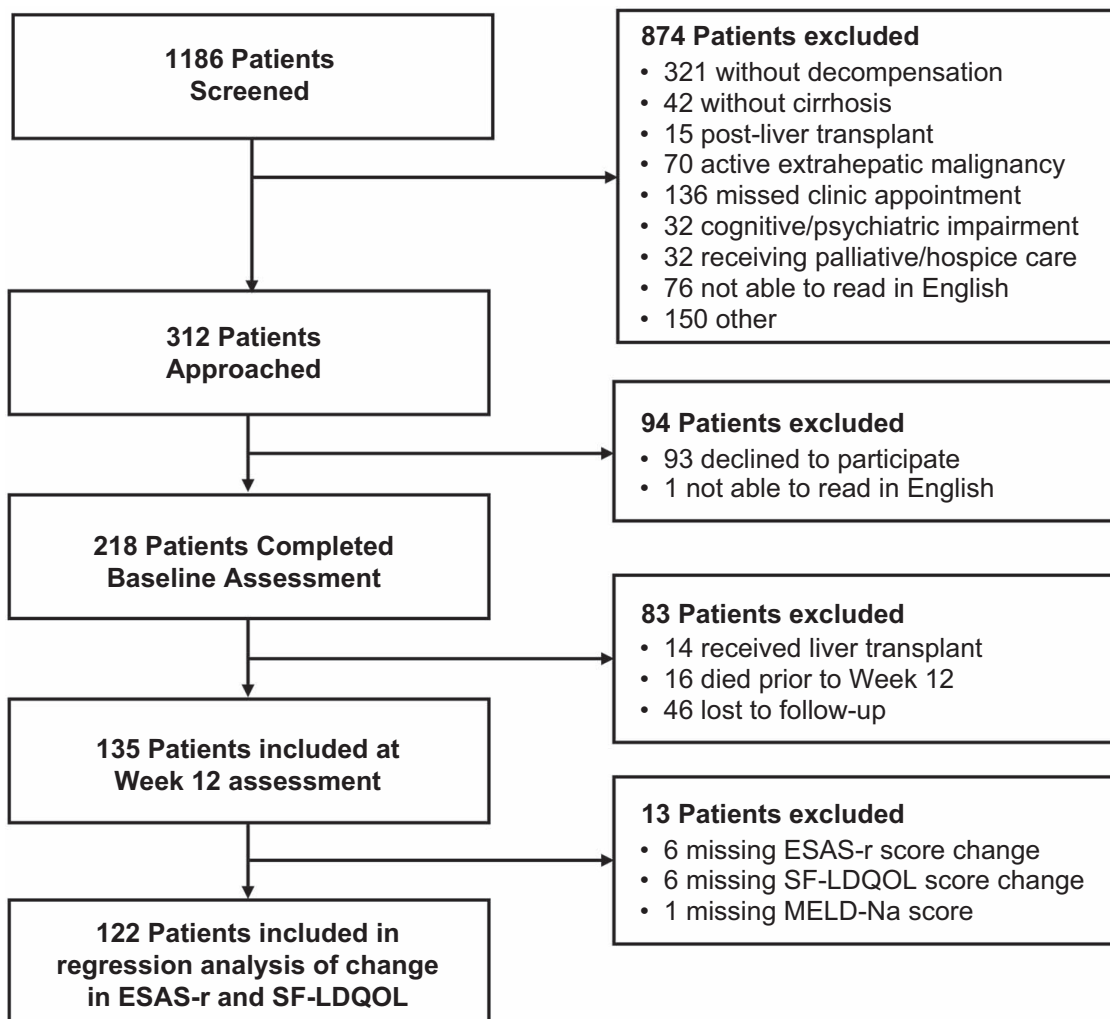 1186 Patients
Screened
874 Patients excluded
• 321 without decompensation
• 42 without cirrhosis
• 15 post-liver transplant
• 70 active extrahepatic malignancy
• 136 missed clinic appointment
• 32 cognitive/psychiatric impairment
• 32 receiving palliative/hospice care
• 76 not able to read in English
• 150 other
312 Patients
Approached
94 Patients excluded
• 93 declined to participate
• 1 not able to read in English
218 Patients Completed
Baseline Assessment
83 Patients excluded
• 14 received liver transplant
• 16 died prior to Week 12
• 46 lost to follow-up
135 Patients included at
Week 12 assessment
13 Patients excluded
• 6 missing ESAS-r score change
• 6 missing SF-LDQOL score change
• 1 missing MELD-Na score
122 Patients included in
regression analysis of change
in ESAS-r and SF-LDQOL